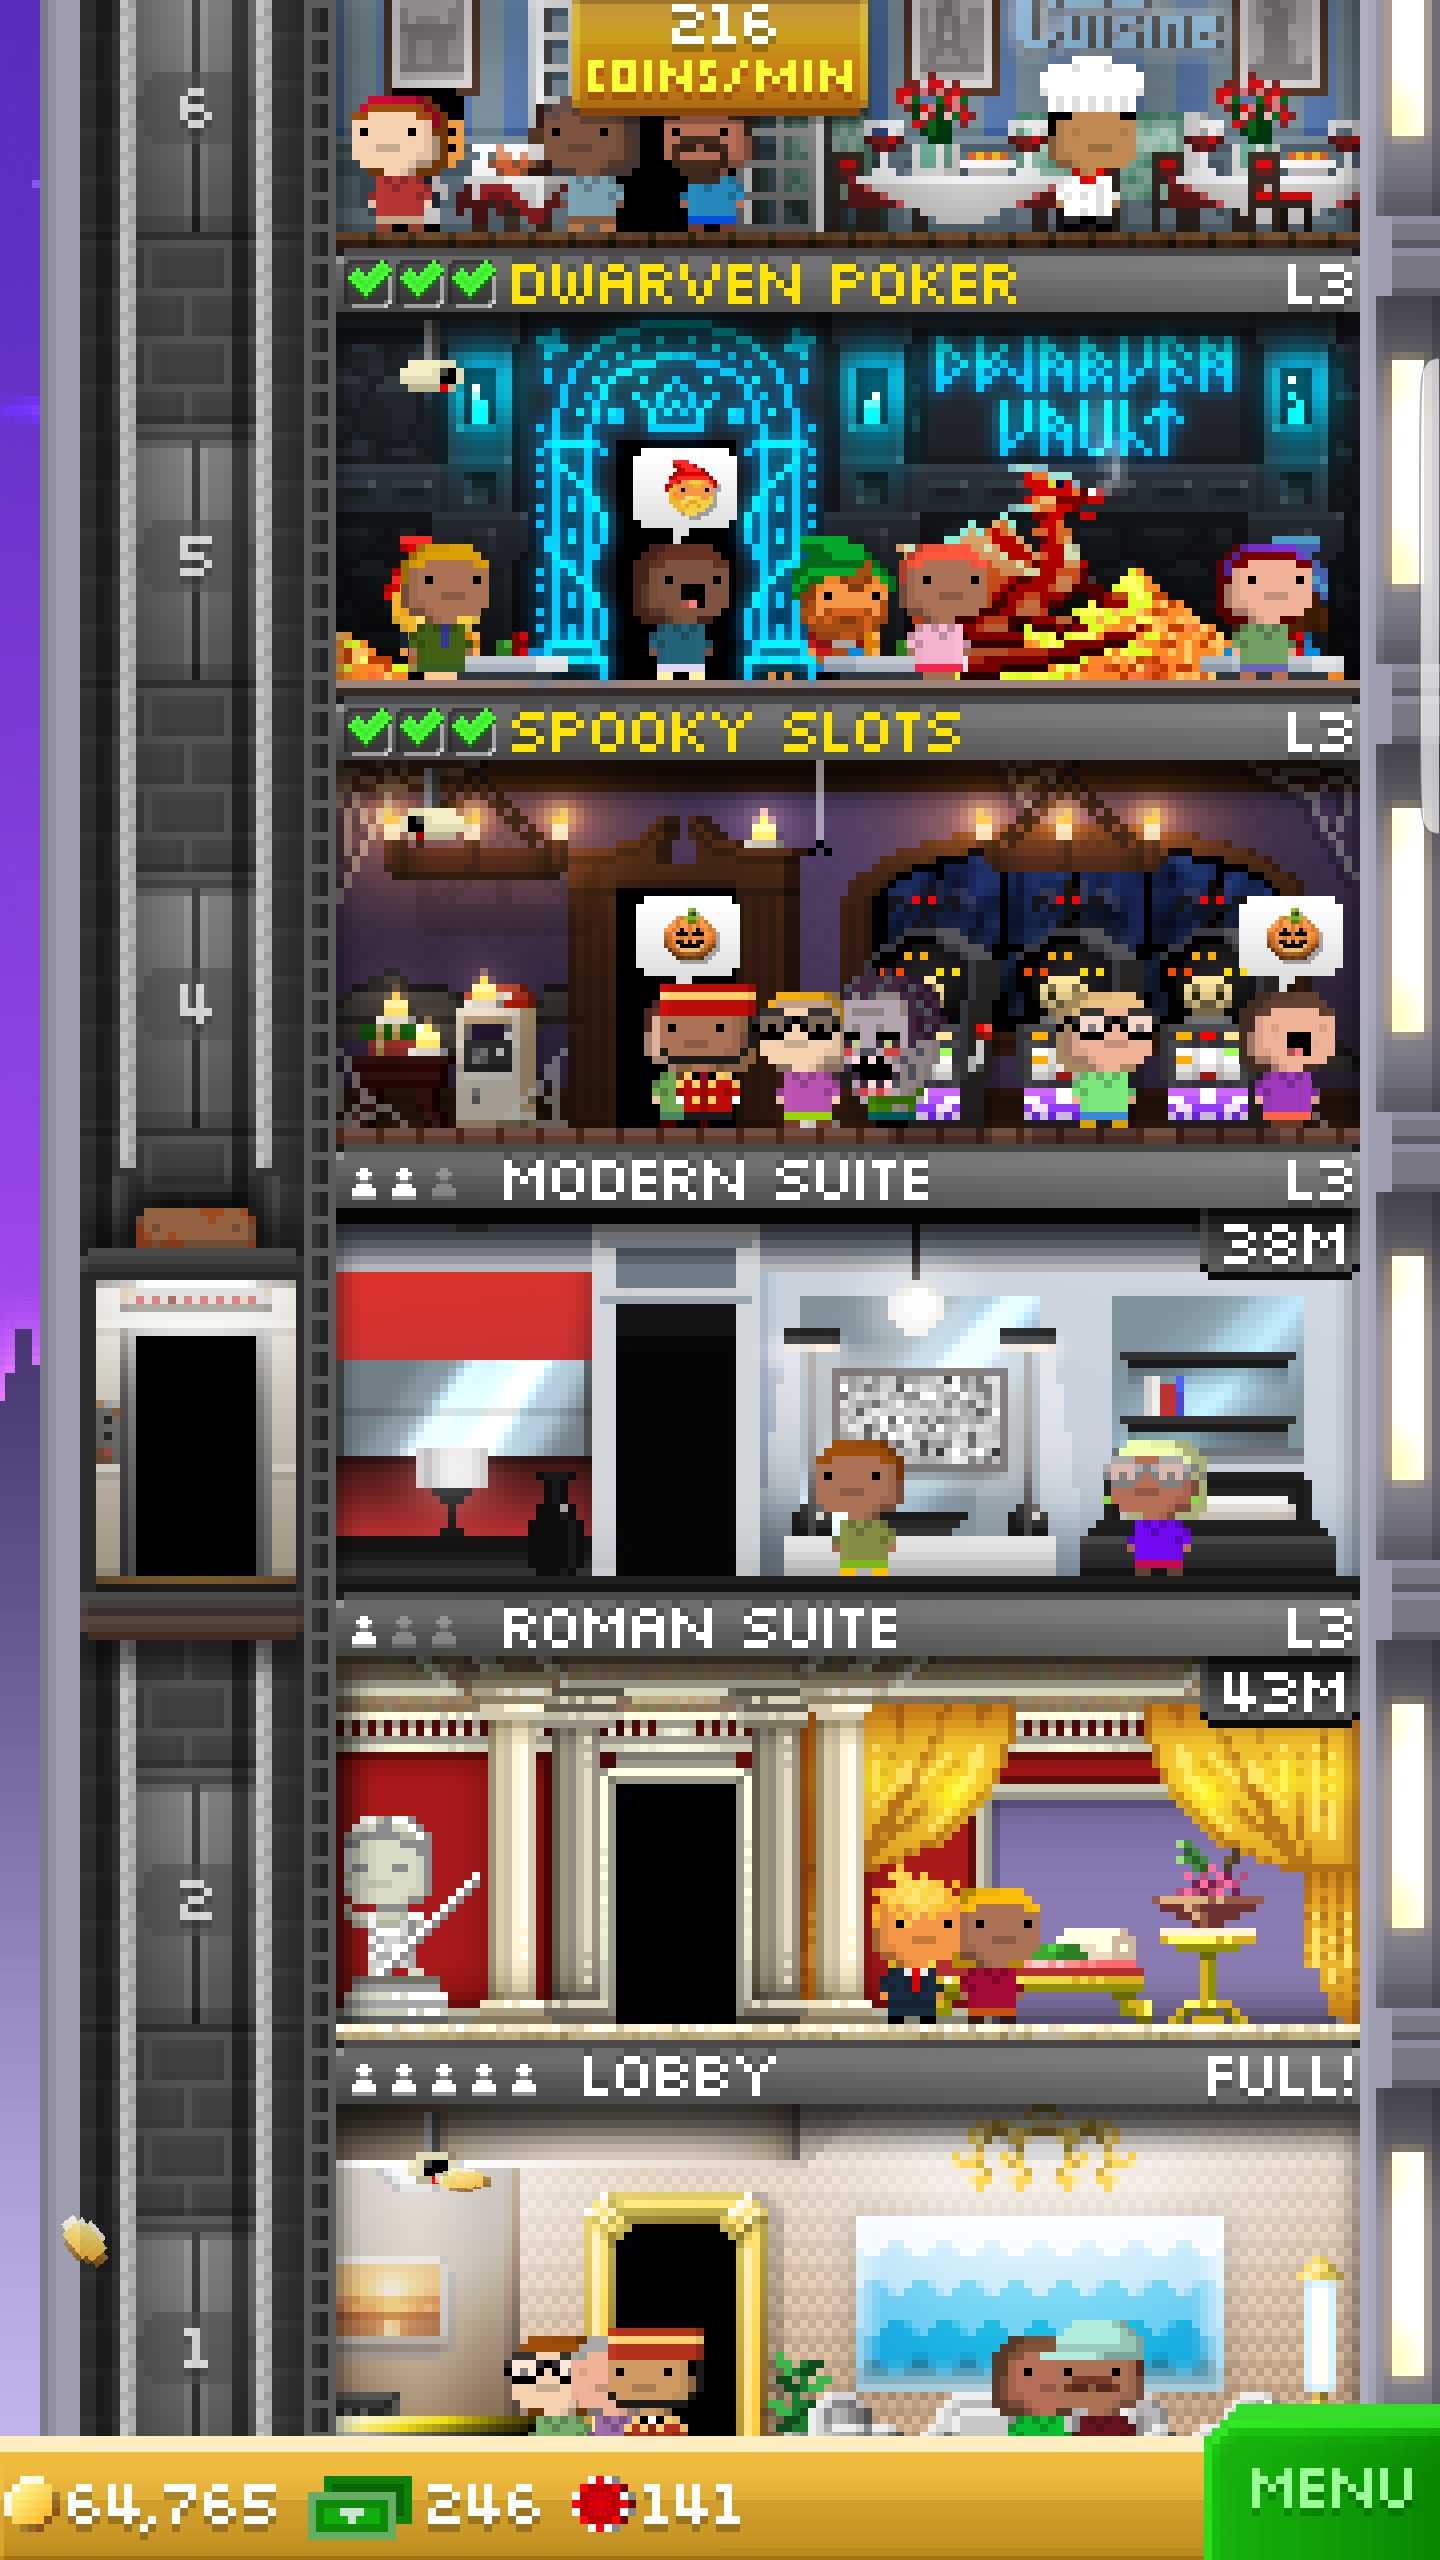 216
COINS/MIN
Cuisine
6
DWARVEN POKER L3
DWARVEN
VAULT
5
SPOOKY SLOTS L3
4
MODERN SUITE L3
38M
ROMAN SUITE L3
43M
2
LOBBY FULL!
1
64,765 246 141
MENU